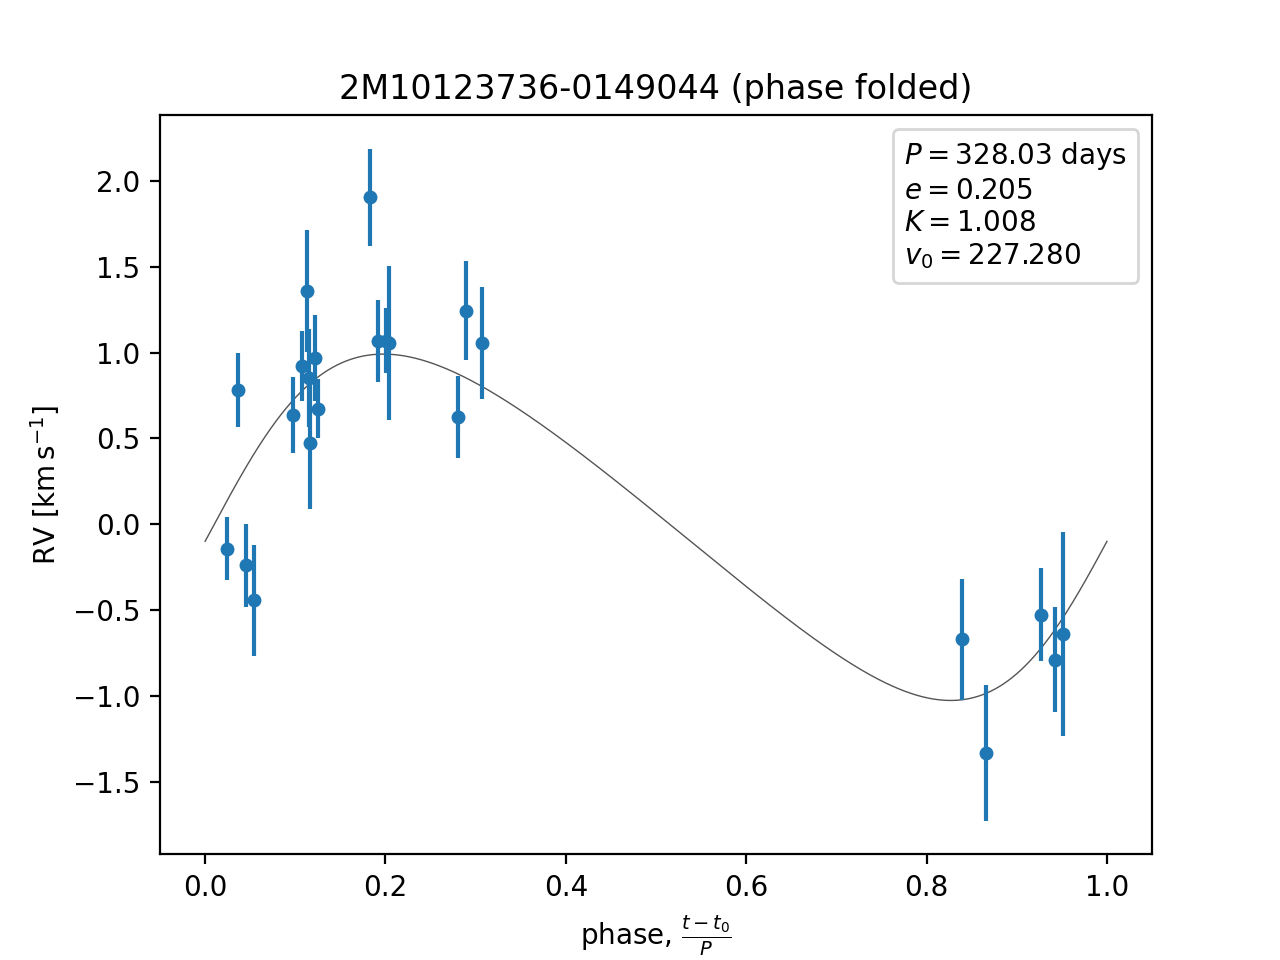 2M10123736-0149044 (phase folded)
P = 328.03 days
e = 0.205
K = 1.008
v₀ = 227.280
RV [km s⁻¹]
2.0
1.5
1.0
0.5
0.0
−0.5
−1.0
−1.5
0.0 0.2 0.4 0.6 0.8 1.0
phase, (t − t₀)/P